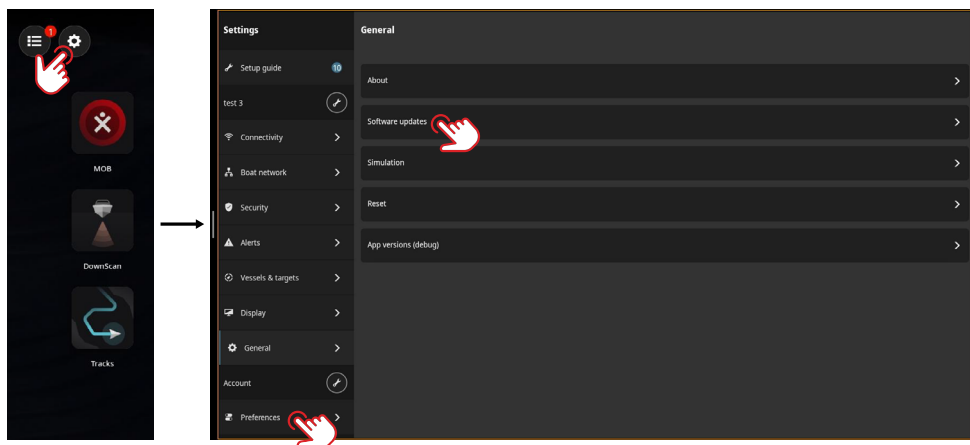 1
MOB
DownScan
Tracks
Settings
Setup guide 10
test 3
Connectivity
Boat network
Security
Alerts
Vessels & targets
Display
General
Account
Preferences
General
About
Software updates
Simulation
Reset
App versions (debug)